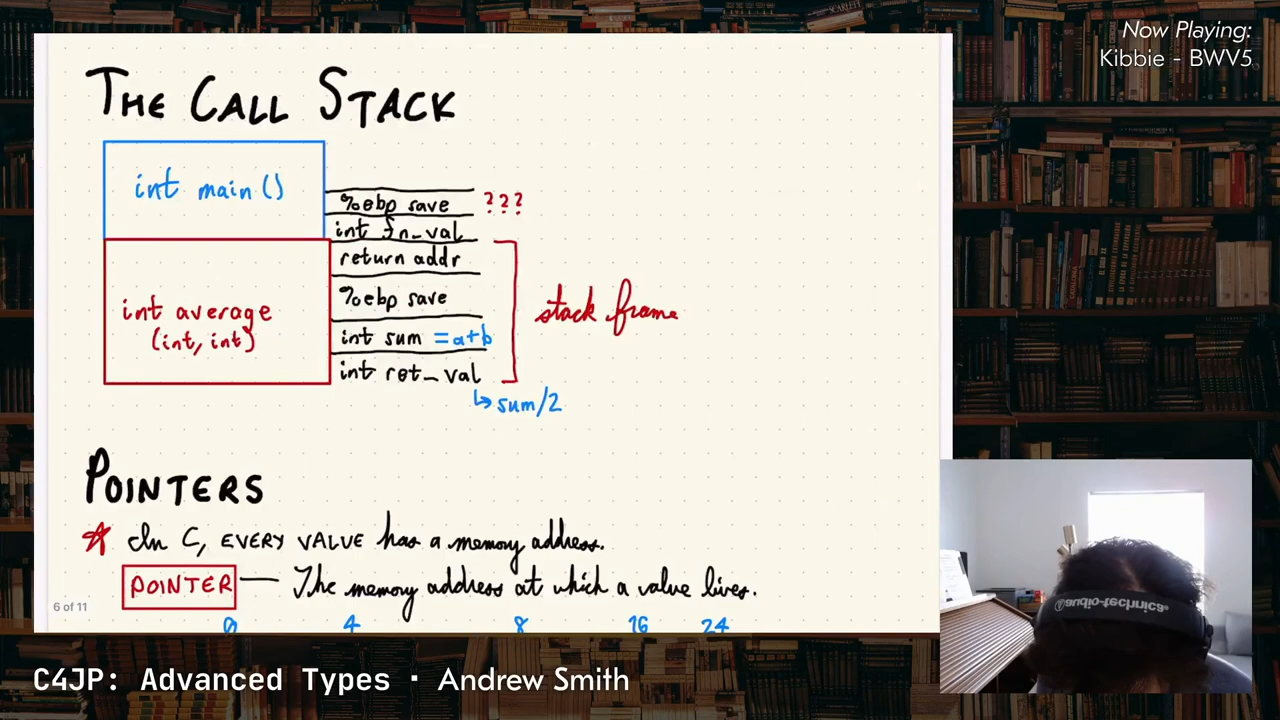 Now Playing:
Kibbie - BWV5
THE CALL STACK
int main()
%ebp save ???
int fn_val
return addr
int average
(int, int)
%ebp save
int sum = a+b
int ret_val
↳ sum/2
stack frame
POINTERS
In C, EVERY VALUE has a memory address.
POINTER — The memory address at which a value lives.
6 of 11
0 4 8 16 24
audio-technica
C4JP: Advanced Types · Andrew Smith